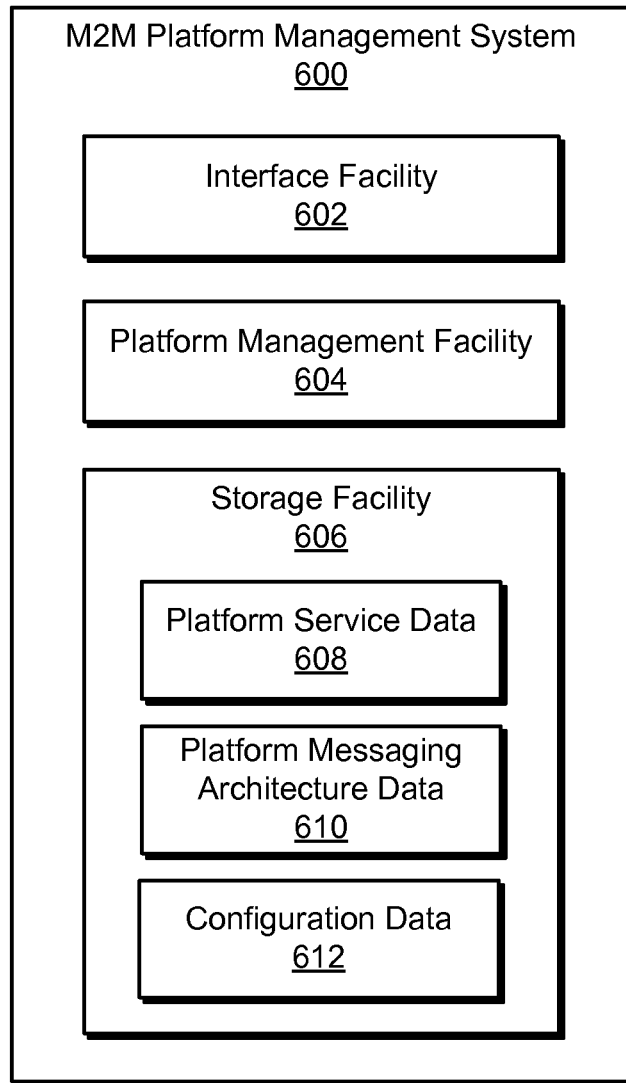 M2M Platform Management System
600
Interface Facility
602
Platform Management Facility
604
Storage Facility
606
Platform Service Data
608
Platform Messaging
Architecture Data
610
Configuration Data
612